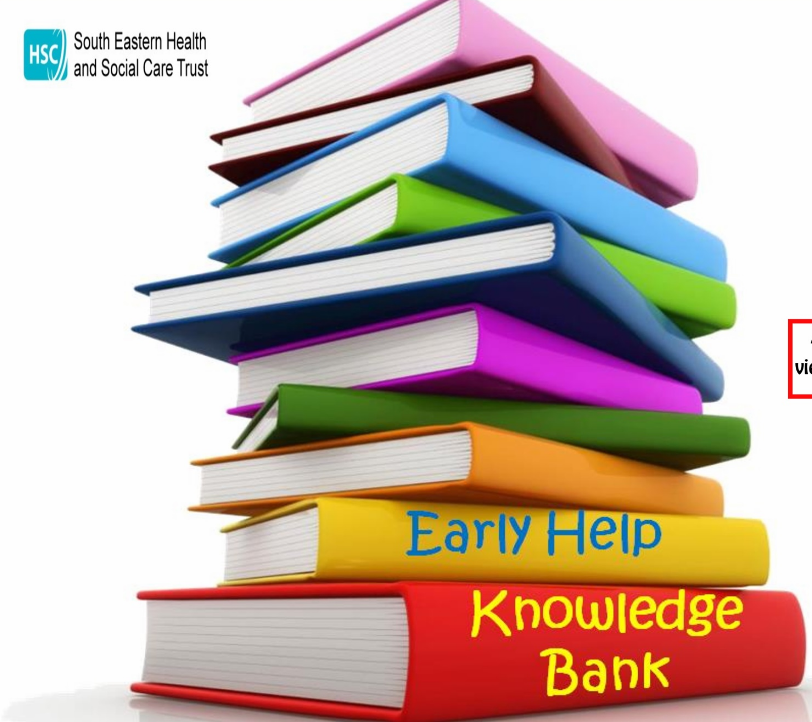 HSC
South Eastern Health
and Social Care Trust
Early Help
Knowledge
Bank